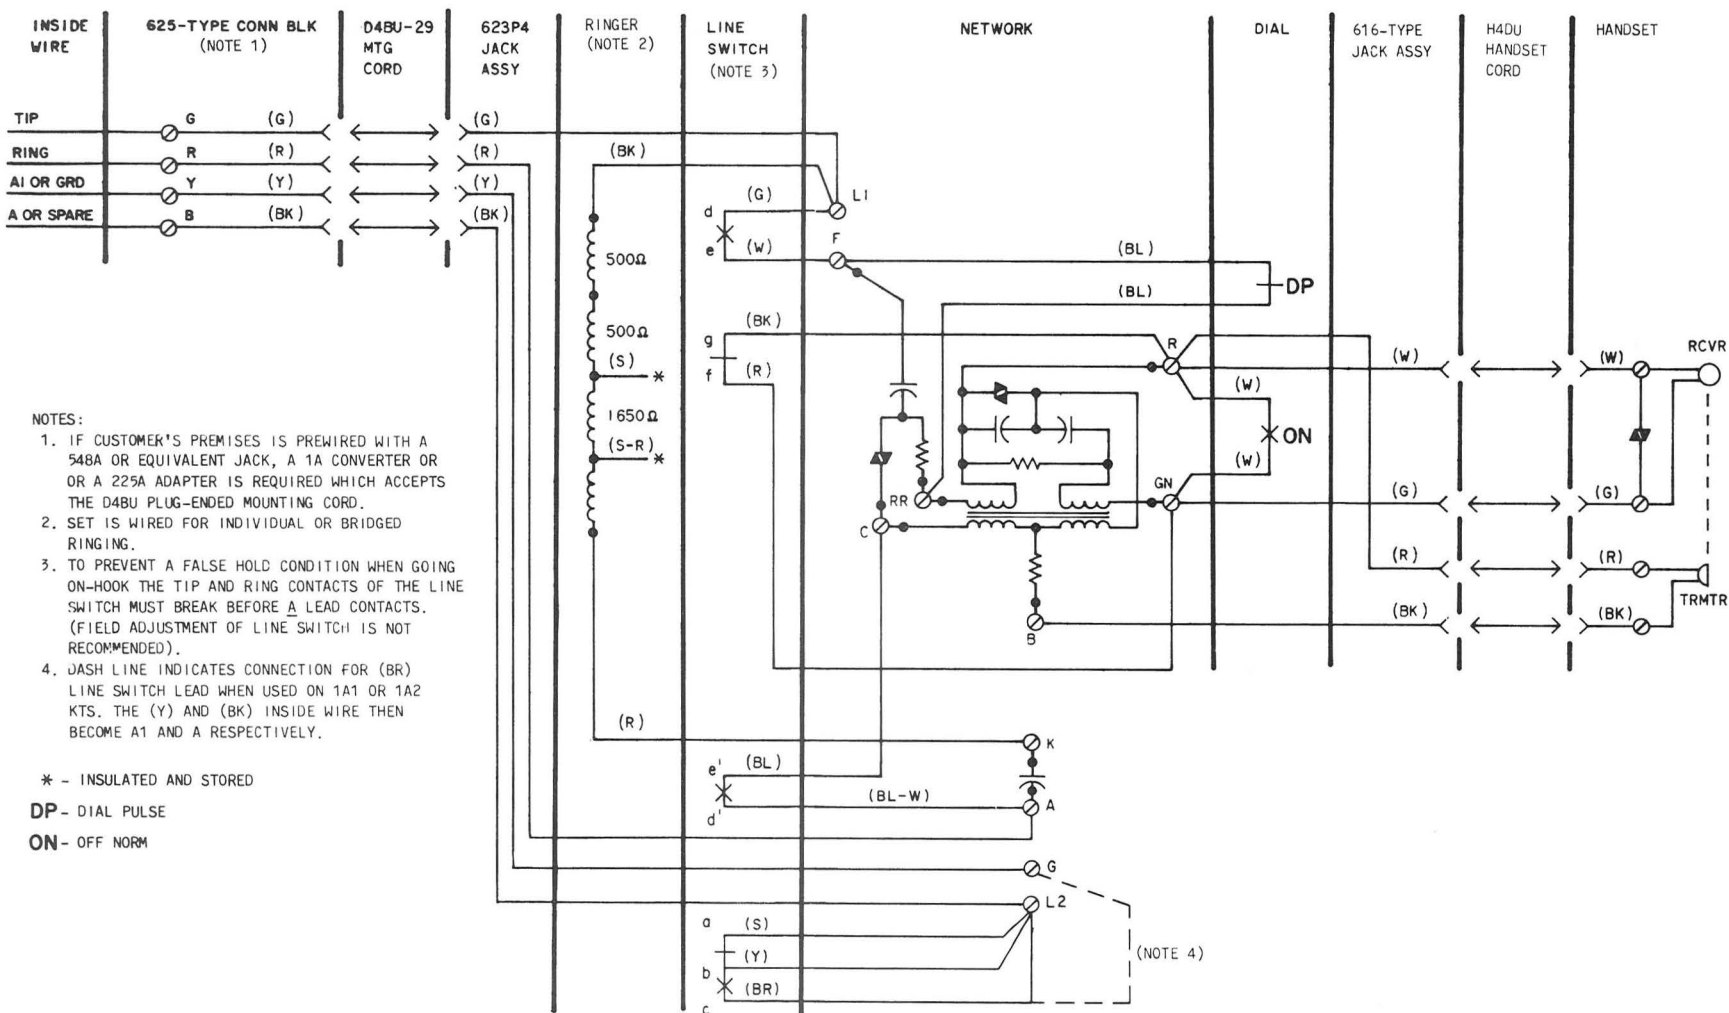 INSIDE WIRE
625-TYPE CONN BLK
(NOTE 1)
D4BU-29
MTG
CORD
623P4
JACK
ASSY
RINGER
(NOTE 2)
LINE
SWITCH
(NOTE 3)
NETWORK
DIAL
616-TYPE
JACK ASSY
H4DU
HANDSET
CORD
HANDSET
TIP
G
(G)
(G)
RING
R
(R)
(R)
A1 OR GRD
Y
(Y)
(Y)
A OR SPARE
B
(BK)
(BK)
(BK)
L1
d
(G)
e
(W)
F
500Ω
(BL)
(BL)
DP
500Ω
g
(BK)
f
(R)
R
(S)
*
1650Ω
(S-R)
*
(W)
(W)
RCVR
(W)
ON
(W)
RR
GN
(G)
(G)
C
(R)
(R)
TRMTR
(BK)
(BK)
B
NOTES:
1. IF CUSTOMER'S PREMISES IS PREWIRED WITH A
548A OR EQUIVALENT JACK, A 1A CONVERTER OR
OR A 225A ADAPTER IS REQUIRED WHICH ACCEPTS
THE D4BU PLUG-ENDED MOUNTING CORD.
2. SET IS WIRED FOR INDIVIDUAL OR BRIDGED
RINGING.
3. TO PREVENT A FALSE HOLD CONDITION WHEN GOING
ON-HOOK THE TIP AND RING CONTACTS OF THE LINE
SWITCH MUST BREAK BEFORE A LEAD CONTACTS.
(FIELD ADJUSTMENT OF LINE SWITCH IS NOT
RECOMMENDED).
4. DASH LINE INDICATES CONNECTION FOR (BR)
LINE SWITCH LEAD WHEN USED ON 1A1 OR 1A2
KTS. THE (Y) AND (BK) INSIDE WIRE THEN
BECOME A1 AND A RESPECTIVELY.
* - INSULATED AND STORED
DP - DIAL PULSE
ON - OFF NORM
(R)
K
e'
(BL)
(BL-W)
d'
A
G
L2
a
(S)
(Y)
b
(BR)
c
(NOTE 4)